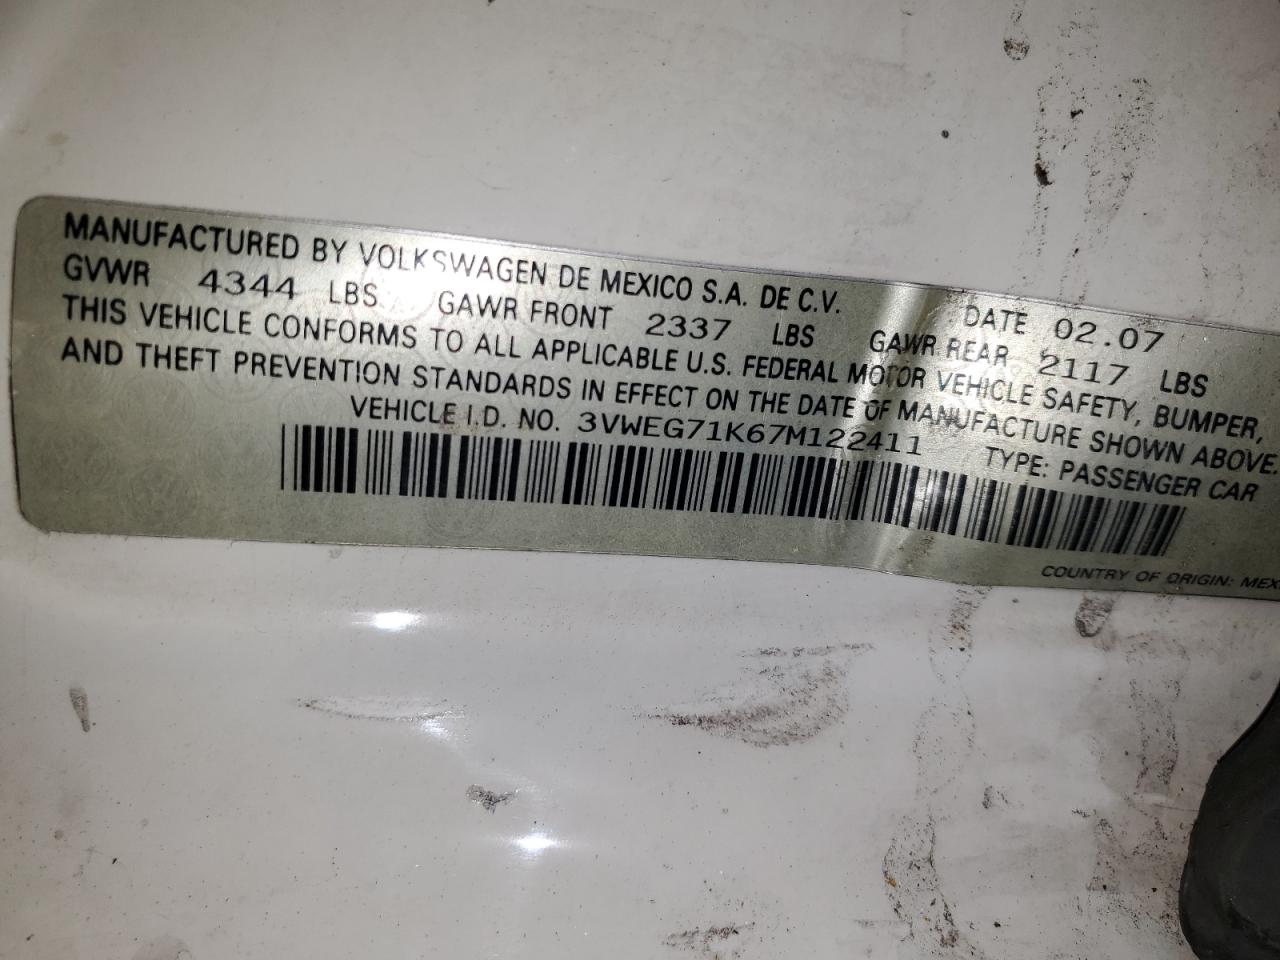 MANUFACTURED BY VOLKSWAGEN DE MEXICO S.A. DE C.V. DATE 02.07
GVWR 4344 LBS GAWR FRONT 2337 LBS GAWR REAR 2117 LBS
THIS VEHICLE CONFORMS TO ALL APPLICABLE U.S. FEDERAL MOTOR VEHICLE SAFETY, BUMPER,
AND THEFT PREVENTION STANDARDS IN EFFECT ON THE DATE OF MANUFACTURE SHOWN ABOVE.
VEHICLE I.D. NO. 3VWEG71K67M122411 TYPE: PASSENGER CAR
COUNTRY OF ORIGIN: MEX